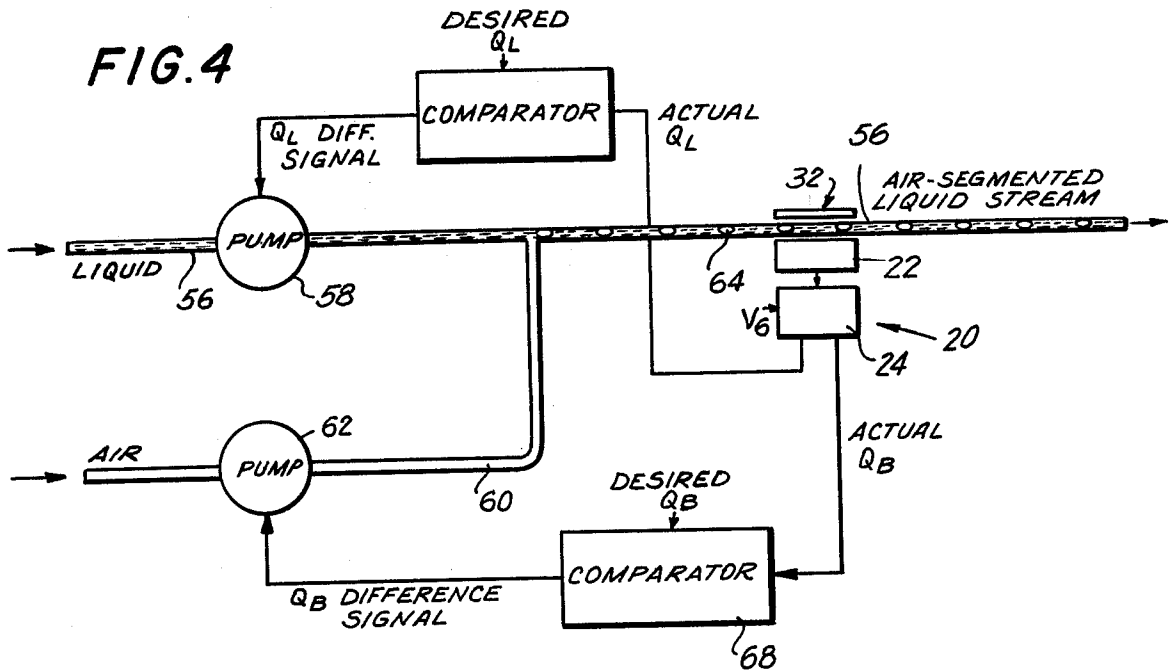 FIG.4
DESIRED
QL
COMPARATOR
QL DIFF.
SIGNAL
ACTUAL
QL
56
32
AIR-SEGMENTED
LIQUID STREAM
PUMP
LIQUID
56
58
64
22
V6
24
20
62
AIR
PUMP
60
ACTUAL
QB
DESIRED
QB
COMPARATOR
QB DIFFERENCE
SIGNAL
68